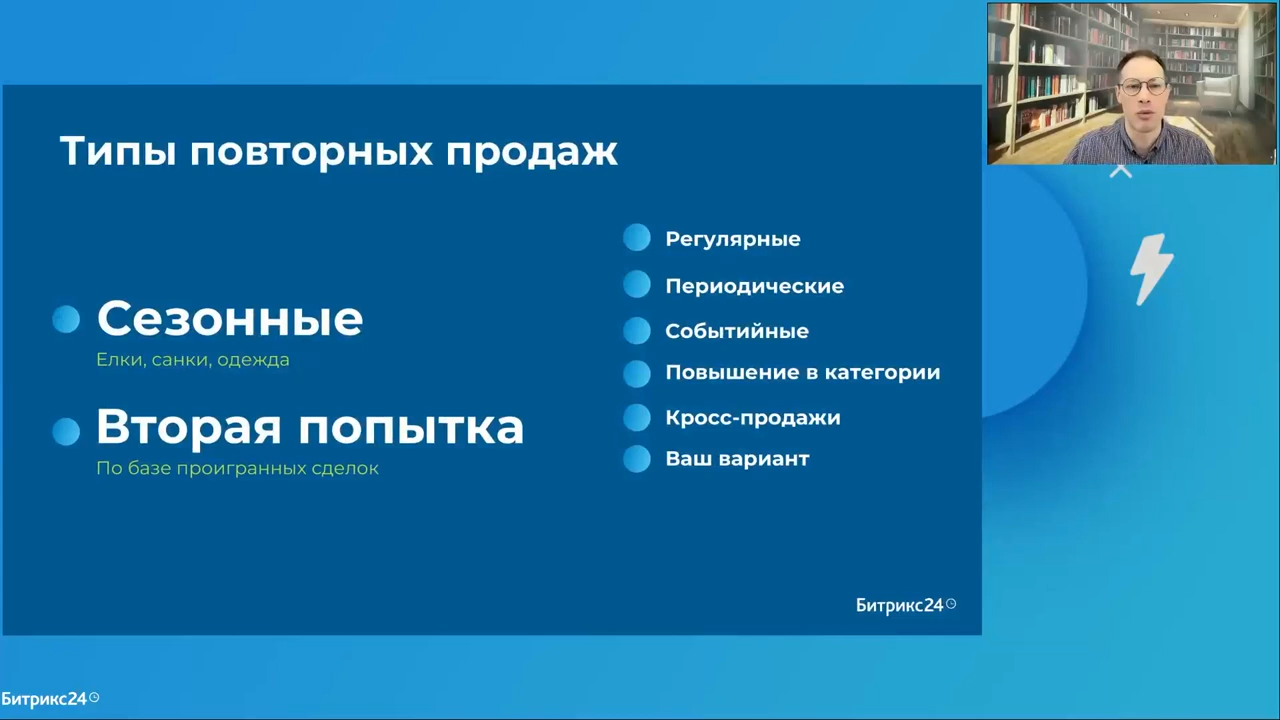 Типы повторных продаж
Сезонные
Елки, санки, одежда
Вторая попытка
По базе проигранных сделок
Регулярные
Периодические
Событийные
Повышение в категории
Кросс-продажи
Ваш вариант
Битрикс24
Битрикс24